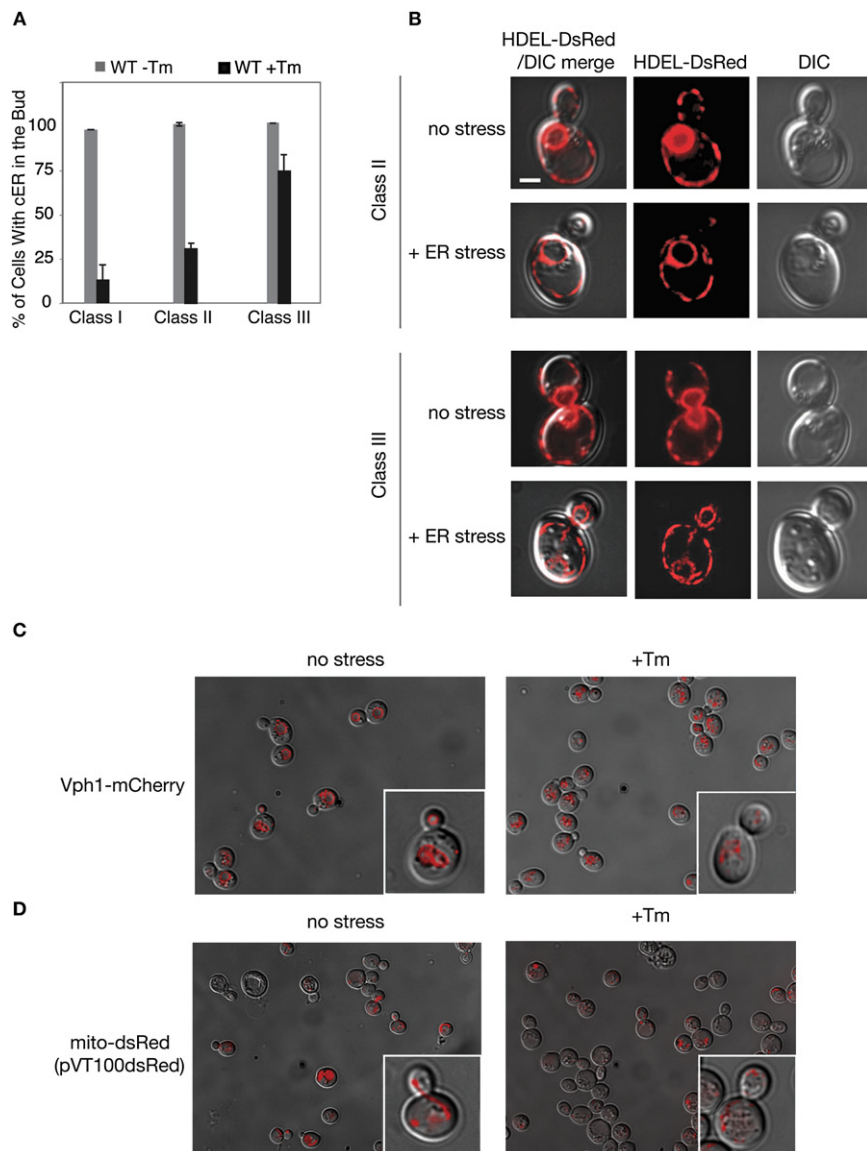 A
WT -Tm WT +Tm
% of Cells With cER in the Bud
100
75
50
25
0
Class I Class II Class III
B
HDEL-DsRed
/DIC merge
HDEL-DsRed
DIC
Class II
no stress
+ ER stress
Class III
no stress
+ ER stress
C
no stress +Tm
Vph1-mCherry
D
no stress +Tm
mito-dsRed
(pVT100dsRed)